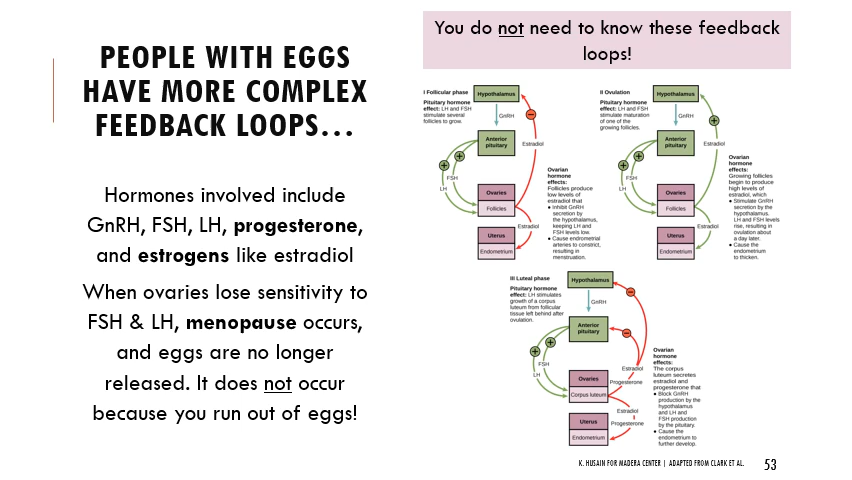 PEOPLE WITH EGGS
HAVE MORE COMPLEX
FEEDBACK LOOPS...
Hormones involved include
GnRH, FSH, LH, progesterone,
and estrogens like estradiol
When ovaries lose sensitivity to
FSH & LH, menopause occurs,
and eggs are no longer
released. It does not occur
because you run out of eggs!
You do not need to know these feedback
loops!
I Follicular phase
Pituitary hormone
effect: LH and FSH
stimulate several
follicles to grow.
Hypothalamus
GnRH
Anterior
pituitary
Estradiol
FSH
LH
Ovaries
Follicles
Estradiol
Uterus
Endometrium
Ovarian
hormone
effects:
Follicles produce
low levels of
estradiol that
• Inhibit GnRH
secretion by
the hypothalamus,
keeping LH and
FSH levels low.
• Cause endrometrial
arteries to constrict,
resulting in
menstruation.
II Ovulation
Pituitary hormone
effect: LH and FSH
stimulate maturation
of one of the
growing follicles.
Hypothalamus
GnRH
Anterior
pituitary
Estradiol
FSH
LH
Ovaries
Follicles
Estradiol
Uterus
Endometrium
Ovarian
hormone
effects:
Growing follicles
begin to produce
high levels of
estradiol, which
• Stimulate GnRH
secretion by the
hypothalamus.
LH and FSH levels
rise, resulting in
ovulation about
a day later.
• Cause the
endometrium
to thicken.
III Luteal phase
Pituitary hormone
effect: LH stimulates
growth of a corpus
luteum from follicular
tissue left behind after
ovulation.
Hypothalamus
GnRH
Anterior
pituitary
FSH
LH
Estradiol
Progesterone
Ovaries
Corpus luteum
Estradiol
Progesterone
Uterus
Endometrium
Ovarian
hormone
effects:
The corpus
luteum secretes
estradiol and
progesterone that
• Block GnRH
production by the
hypothalamus
and LH and
FSH production
by the pituitary.
• Cause the
endometrium to
further develop.
K. HUSAIN FOR MADERA CENTER | ADAPTED FROM CLARK ET AL.
53